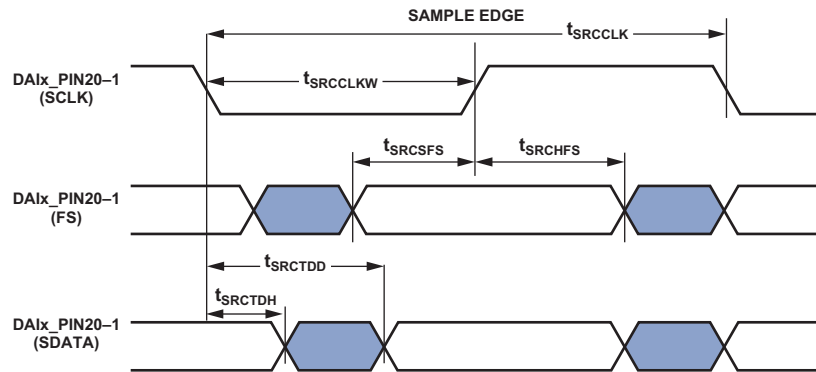 SAMPLE EDGE
tSRCCLK
DAIx_PIN20–1
(SCLK)
tSRCCLKW
tSRCSFS
tSRCHFS
DAIx_PIN20–1
(FS)
tSRCTDD
tSRCTDH
DAIx_PIN20–1
(SDATA)